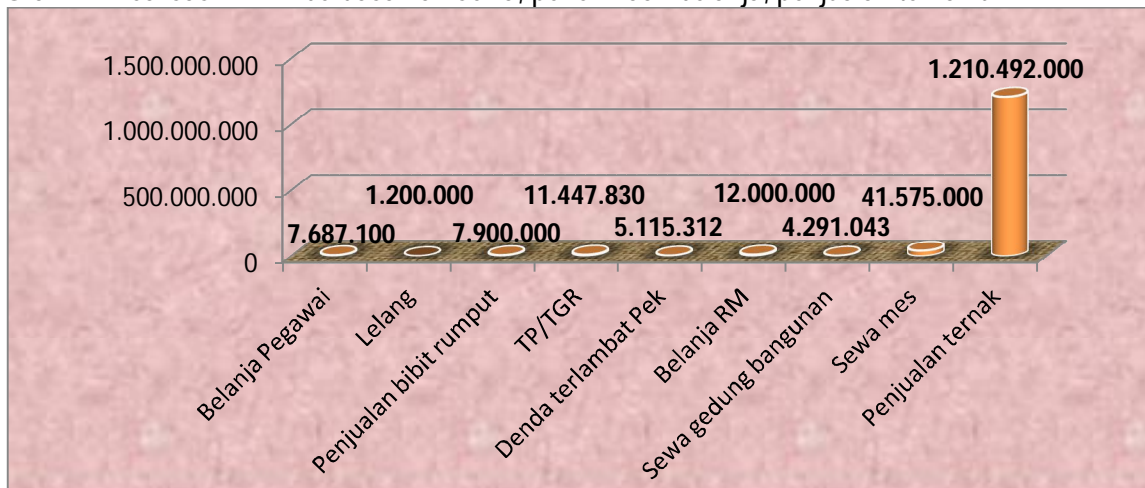 1.500.000.000
1.000.000.000
500.000.000
0
7.687.100
1.200.000
7.900.000
11.447.830
5.115.312
12.000.000
4.291.043
41.575.000
1.210.492.000
Belanja Pegawai
Lelang
Penjualan bibit rumput
TP/TGR
Denda terlambat Pek
Belanja RM
Sewa gedung bangunan
Sewa mes
Penjualan ternak